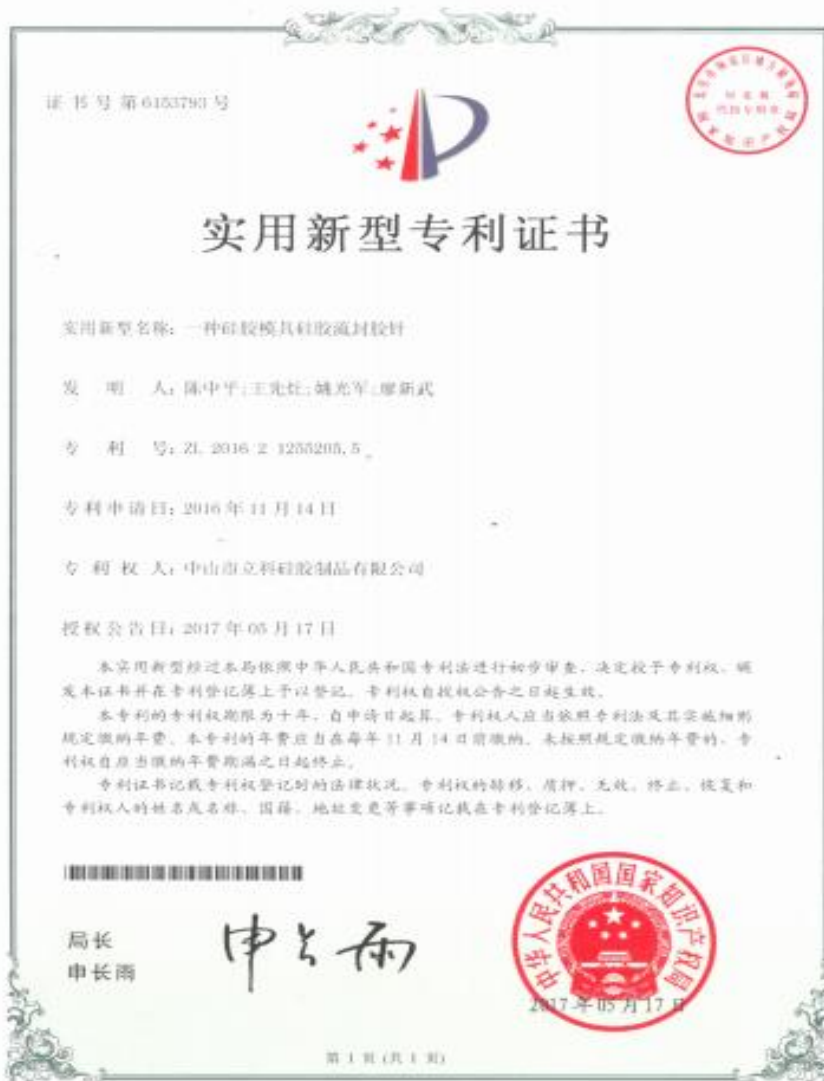 证书号第6153793号
实用新型专利证书
实用新型名称：一种硅胶模具硅胶流封胶针
发 明 人：陈中平;王先灶;姚光军;廖新武
专 利 号：ZL 2016 2 1255205.5
专利申请日：2016年11月14日
专 利 权 人：中山市立科硅胶制品有限公司
授权公告日：2017年05月17日
本实用新型经过本局依照中华人民共和国专利法进行初步审查，决定授予专利权，颁
发本证书并在专利登记簿上予以登记。专利权自授权公告之日起生效。
本专利的专利权期限为十年，自申请日起算。专利权人应当依照专利法及其实施细则
规定缴纳年费。本专利的年费应当在每年11月14日前缴纳。未按照规定缴纳年费的，专
利权自应当缴纳年费期满之日起终止。
专利证书记载专利权登记时的法律状况。专利权的转移、质押、无效、终止、恢复和
专利权人的姓名或名称、国籍、地址变更等事项记载在专利登记簿上。
局长
申长雨
申长雨
中华人民共和国国家知识产权局
2017年05月17日
第 1 页 (共 1 页)